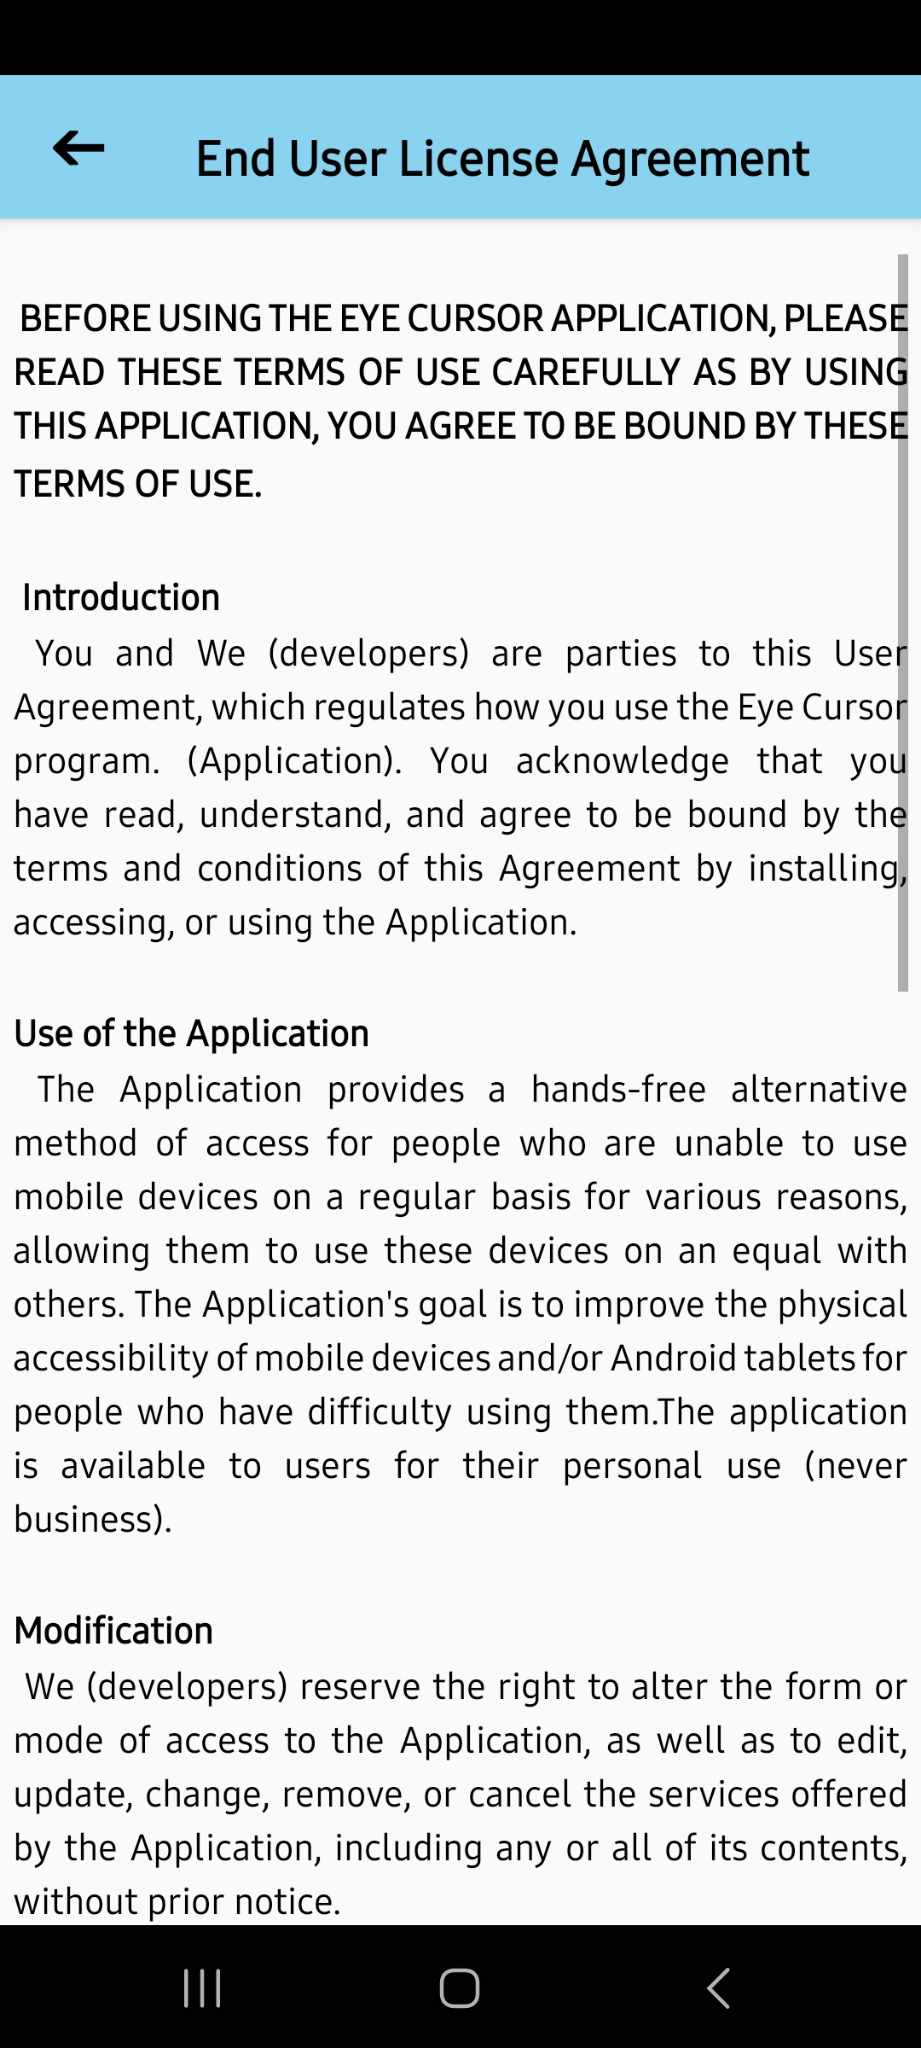 End User License Agreement
BEFORE USING THE EYE CURSOR APPLICATION, PLEASE
READ THESE TERMS OF USE CAREFULLY AS BY USING
THIS APPLICATION, YOU AGREE TO BE BOUND BY THESE
TERMS OF USE.
Introduction
You and We (developers) are parties to this User
Agreement, which regulates how you use the Eye Cursor
program. (Application). You acknowledge that you
have read, understand, and agree to be bound by the
terms and conditions of this Agreement by installing,
accessing, or using the Application.
Use of the Application
The Application provides a hands-free alternative
method of access for people who are unable to use
mobile devices on a regular basis for various reasons,
allowing them to use these devices on an equal with
others. The Application's goal is to improve the physical
accessibility of mobile devices and/or Android tablets for
people who have difficulty using them.The application
is available to users for their personal use (never
business).
Modification
We (developers) reserve the right to alter the form or
mode of access to the Application, as well as to edit,
update, change, remove, or cancel the services offered
by the Application, including any or all of its contents,
without prior notice.